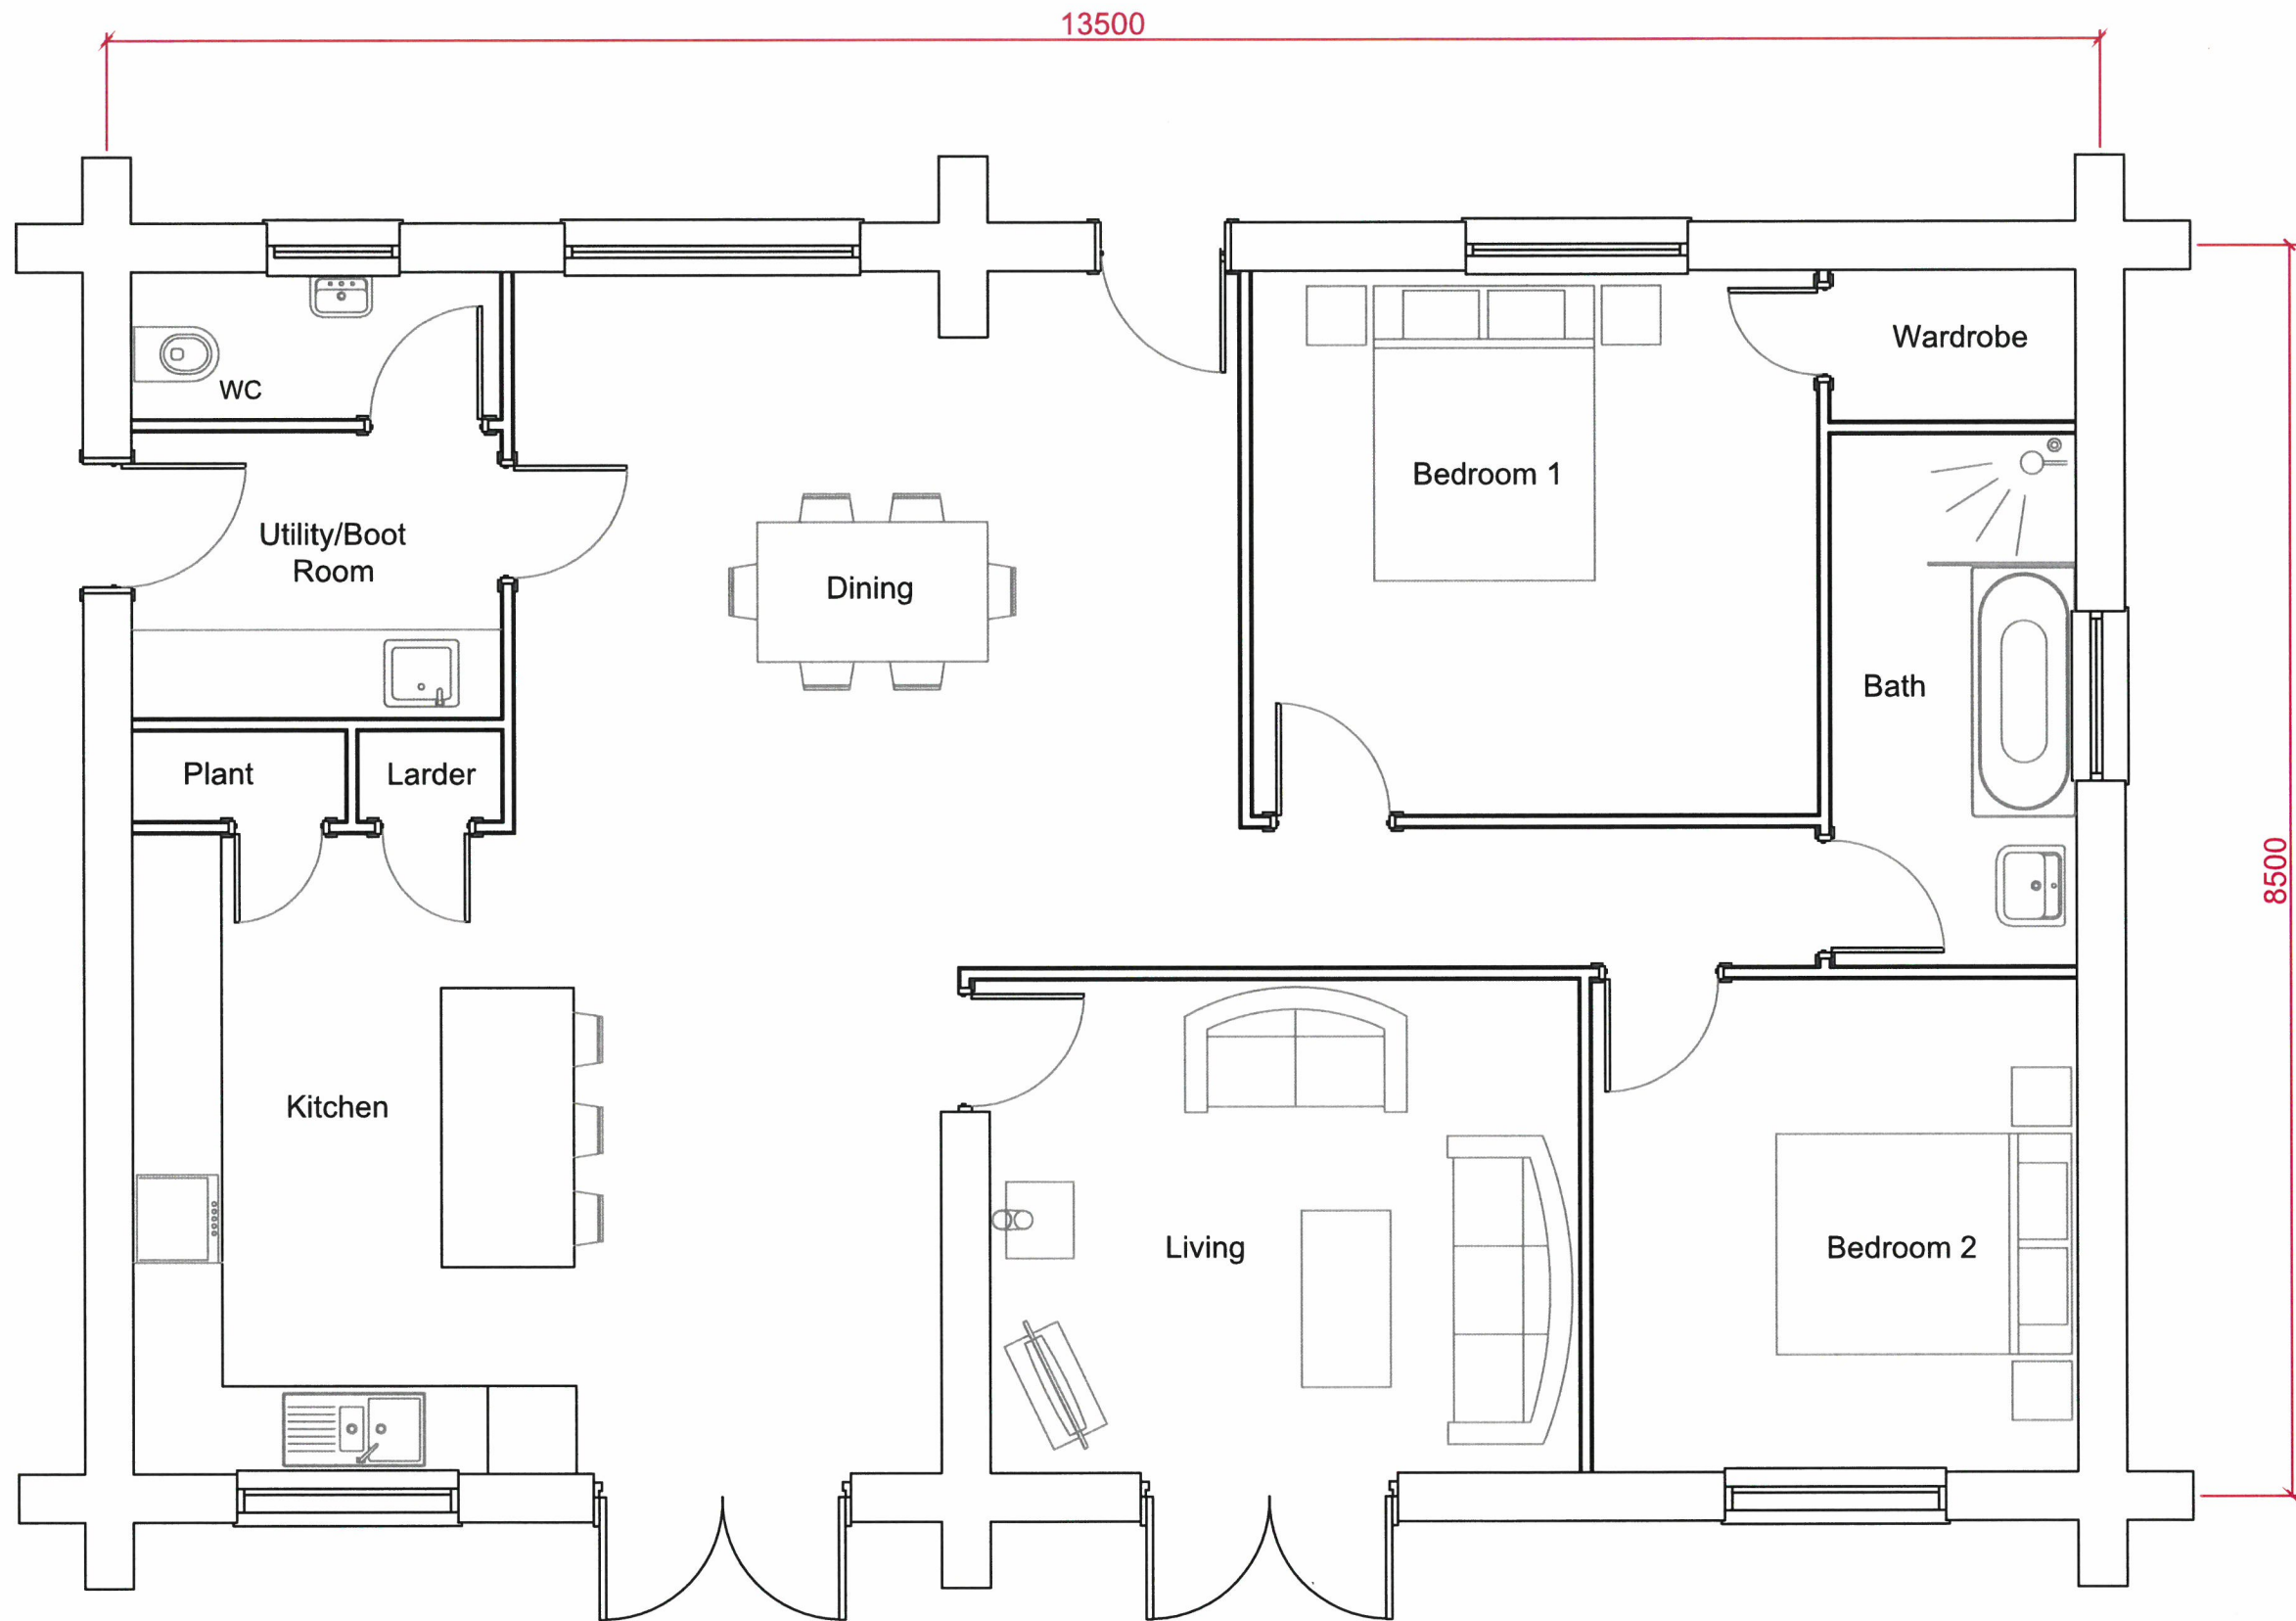 13500
WC
Wardrobe
Bedroom 1
Utility/Boot
Room
Dining
Bath
Plant
Larder
8500
Kitchen
Living
Bedroom 2